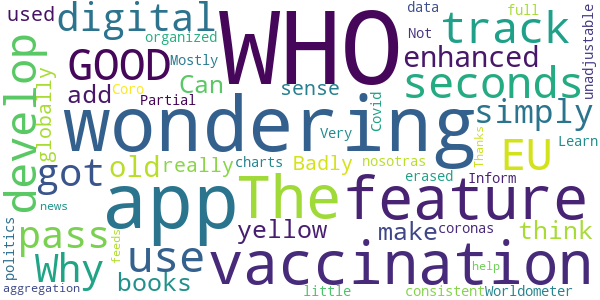 used
digital
WHO
data
Not
full
track
unadjustable
organized
Mostly
GOOD
Can
enhanced
add
Coro
Partial
sense
seconds
develop
globally
wondering
Very
Covid
simply
got
old
really
charts
Badly
nosotras
Thanks
EU
Learn
erased
Inform
app
The
feature
pass
yellow
make
coronas
think
politics
news
Why
feeds
use
vaccination
help
aggregation
books
little
consistent
Worldometer